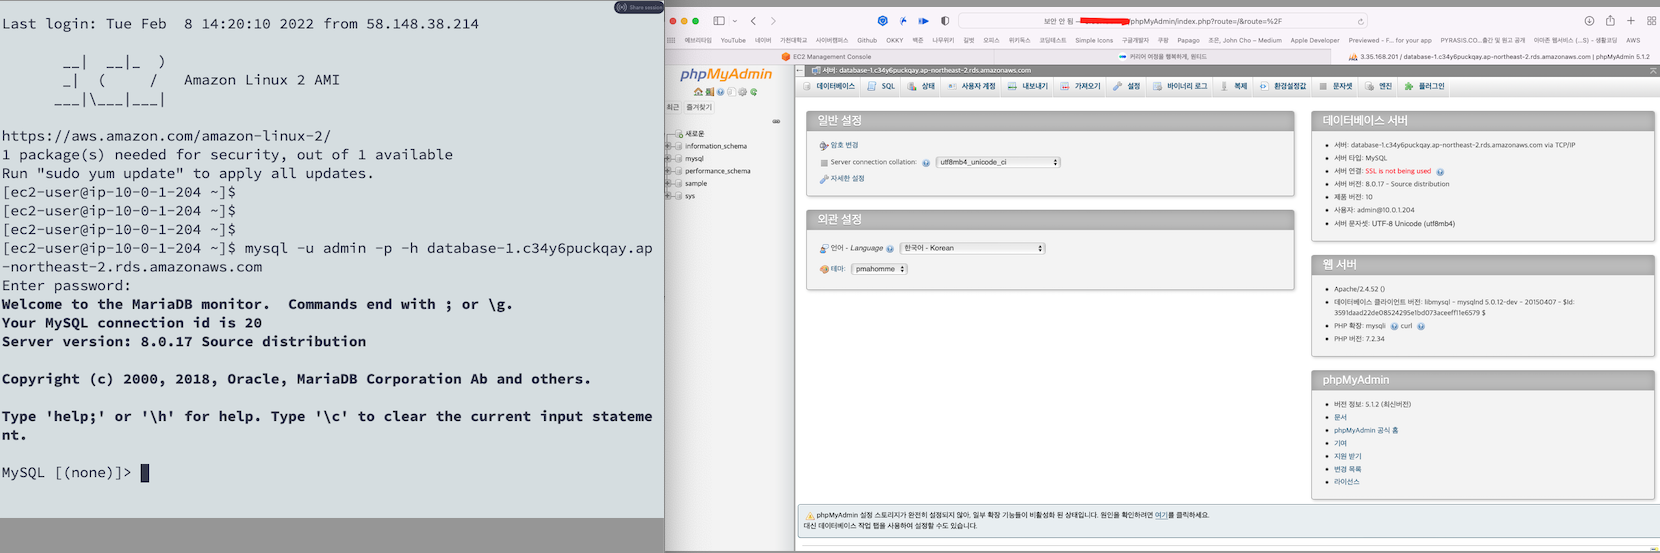 Share session
Last login: Tue Feb  8 14:20:10 2022 from 58.148.38.214
__|  __|_  )
_|  (     /   Amazon Linux 2 AMI
___|\___|___|
https://aws.amazon.com/amazon-linux-2/
1 package(s) needed for security, out of 1 available
Run "sudo yum update" to apply all updates.
[ec2-user@ip-10-0-1-204 ~]$
[ec2-user@ip-10-0-1-204 ~]$
[ec2-user@ip-10-0-1-204 ~]$
[ec2-user@ip-10-0-1-204 ~]$ mysql -u admin -p -h database-1.c34y6puckqay.ap
-northeast-2.rds.amazonaws.com
Enter password:
Welcome to the MariaDB monitor.  Commands end with ; or \g.
Your MySQL connection id is 20
Server version: 8.0.17 Source distribution
Copyright (c) 2000, 2018, Oracle, MariaDB Corporation Ab and others.
Type 'help;' or '\h' for help. Type '\c' to clear the current input stateme
nt.
MySQL [(none)]>
보안 안 됨 — /phpMyAdmin/index.php?route=/&route=%2F
에브리타임 YouTube 네이버 가천대학교 사이버캠퍼스 Github OKKY 백준 나무위키 길벗 오피스 위키독스 코딩테스트 Simple Icons 구글개발자 쿠팡 Papago 조은, John Cho – Medium Apple Developer Previewed - F... for your app PYRASIS.CO...출간 및 원고 공개 아마존 웹서비스 (...S) - 생활코딩 AWS
EC2 Management Console
커리어 여정을 행복하게, 원티드
3.35.168.201 / database-1.c34y6puckqay.ap-northeast-2.rds.amazonaws.com | phpMyAdmin 5.1.2
phpMyAdmin
최근 즐겨찾기
새로운
information_schema
mysql
performance_schema
sample
sys
서버: database-1.c34y6puckqay.ap-northeast-2.rds.amazonaws.com
데이터베이스 SQL 상태 사용자 계정 내보내기 가져오기 설정 바이너리 로그 복제 환경설정값 문자셋 엔진 플러그인
일반 설정
암호 변경
Server connection collation: utf8mb4_unicode_ci
자세한 설정
외관 설정
언어 - Language 한국어 - Korean
테마: pmahomme
데이터베이스 서버
서버: database-1.c34y6puckqay.ap-northeast-2.rds.amazonaws.com via TCP/IP
서버 타입: MySQL
서버 연결: SSL is not being used
서버 버전: 8.0.17 - Source distribution
제품 버전: 10
사용자: admin@10.0.1.204
서버 문자셋: UTF-8 Unicode (utf8mb4)
웹 서버
Apache/2.4.52 ()
데이터베이스 클라이언트 버전: libmysql - mysqlnd 5.0.12-dev - 20150407 - $Id:
3591daad22de08524295e1bd073aceeff11e6579 $
PHP 확장: mysqli curl
PHP 버전: 7.2.34
phpMyAdmin
버전 정보: 5.1.2 (최신버전)
문서
phpMyAdmin 공식 홈
기여
지원 받기
변경 목록
라이선스
phpMyAdmin 설정 스토리지가 완전히 설정되지 않아, 일부 확장 기능들이 비활성화 된 상태입니다. 원인을 확인하려면 여기를 클릭하세요.
대신 데이터베이스 작업 탭을 사용하여 설정할 수도 있습니다.